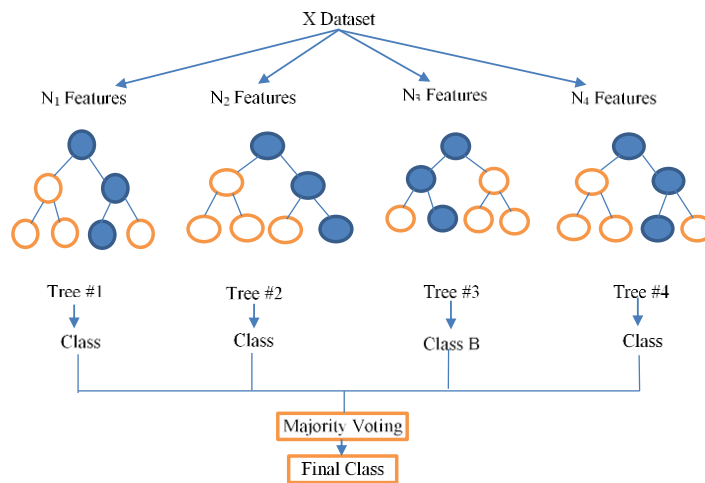 X Dataset
N₁ Features
N₂ Features
N₃ Features
N₄ Features
Tree #1
Tree #2
Tree #3
Tree #4
Class
Class
Class B
Class
Majority Voting
Final Class